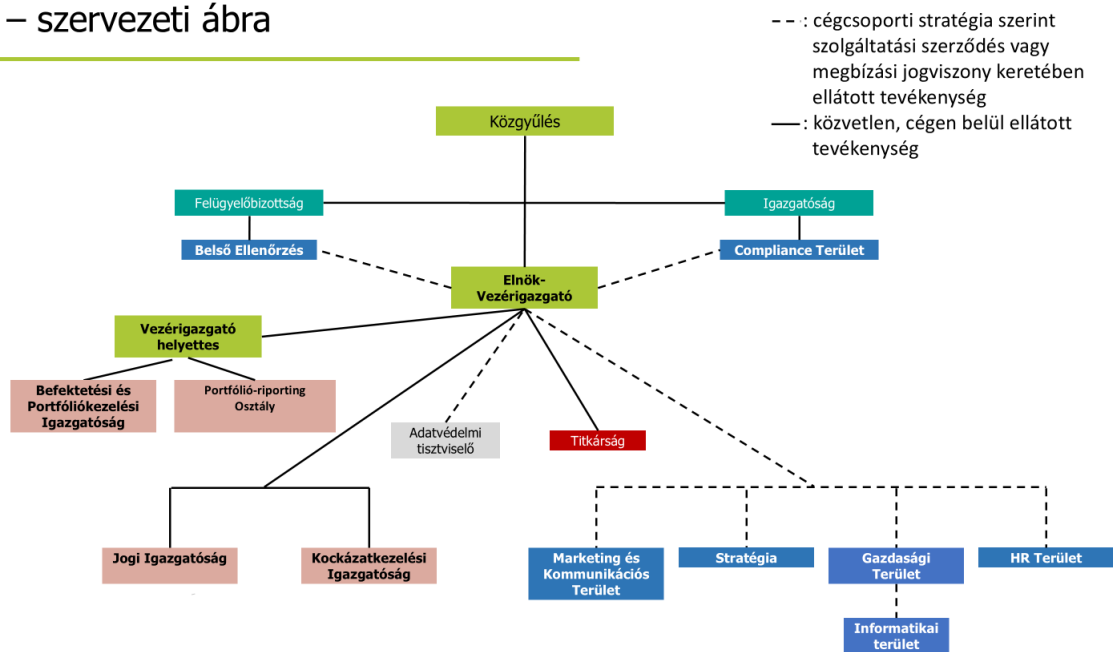 – szervezeti ábra
- - -: cégcsoporti stratégia szerint
szolgáltatási szerződés vagy
megbízási jogviszony keretében
ellátott tevékenység
——: közvetlen, cégen belül ellátott
tevékenység
Közgyűlés
Felügyelőbizottság
Igazgatóság
Belső Ellenőrzés
Compliance Terület
Elnök-
Vezérigazgató
Vezérigazgató
helyettes
Befektetési és
Portfóliókezelési
Igazgatóság
Portfólió-riporting
Osztály
Adatvédelmi
tisztviselő
Titkárság
Jogi Igazgatóság
Kockázatkezelési
Igazgatóság
Marketing és
Kommunikációs
Terület
Stratégia
Gazdasági
Terület
HR Terület
Informatikai
terület